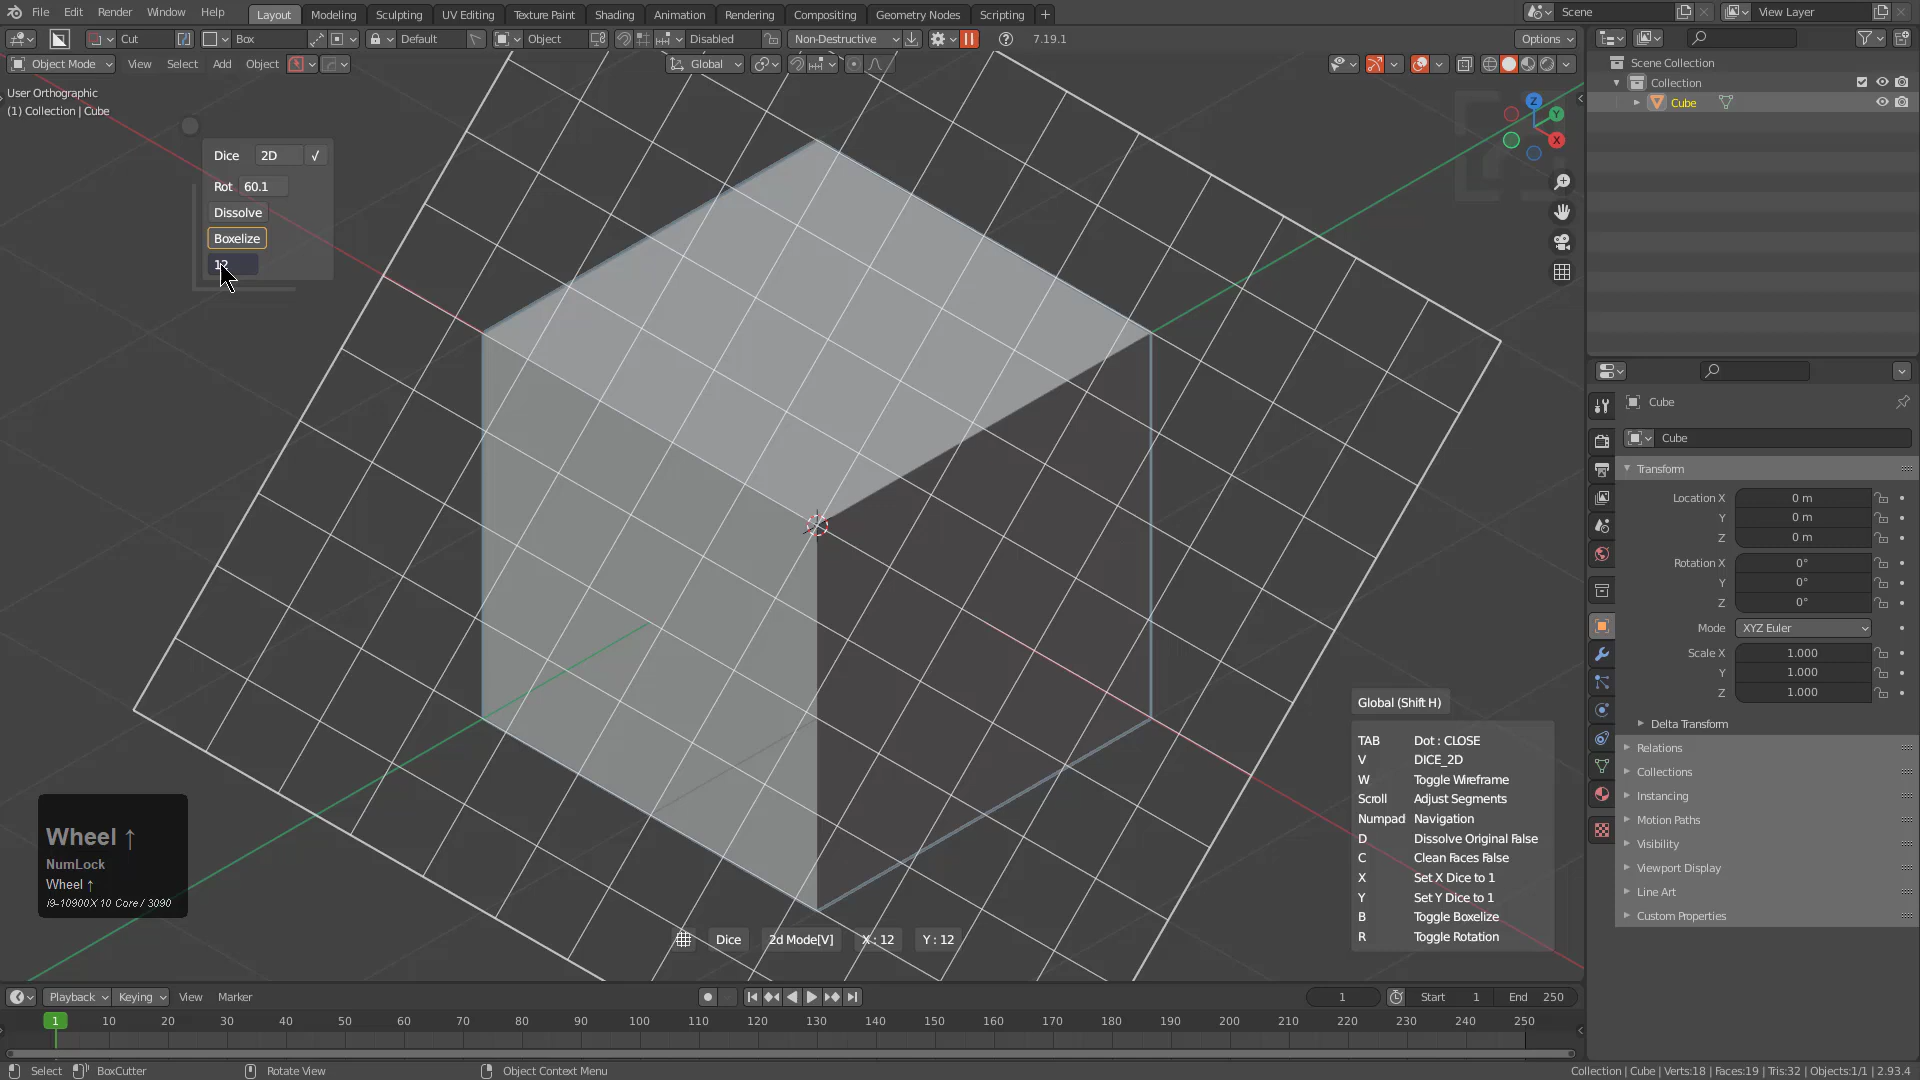 File Edit Render Window Help Layout Modeling Sculpting UV Editing Texture Paint Shading Animation Rendering Compositing Geometry Nodes Scripting + Scene View Layer
Cut Box Default Object Disabled Non-Destructive 7.19.1 Options
Object Mode View Select Add Object Global
User Orthographic
(1) Collection | Cube
Scene Collection
Collection
Cube
Z
Y
X
Dice 2D √
Rot 60.1
Dissolve
Boxelize
12
Cube
Cube
Transform
Location X 0 m
Y 0 m
Z 0 m
Rotation X 0°
Y 0°
Z 0°
Mode XYZ Euler
Scale X 1.000
Y 1.000
Z 1.000
Delta Transform
Relations
Collections
Instancing
Motion Paths
Visibility
Viewport Display
Line Art
Custom Properties
Global (Shift H)
TAB Dot : CLOSE
V DICE_2D
W Toggle Wireframe
Scroll Adjust Segments
Numpad Navigation
D Dissolve Original False
C Clean Faces False
X Set X Dice to 1
Y Set Y Dice to 1
B Toggle Boxelize
R Toggle Rotation
Wheel ↑
NumLock
Wheel ↑
i9-10900X 10 Core / 3090
Dice 2d Mode[V] X : 12 Y : 12
Playback Keying View Marker 1 Start 1 End 250
1 10 20 30 40 50 60 70 80 90 100 110 120 130 140 150 160 170 180 190 200 210 220 230 240 250
Select BoxCutter Rotate View Object Context Menu Collection | Cube | Verts:18 | Faces:19 | Tris:32 | Objects:1/1 | 2.93.4